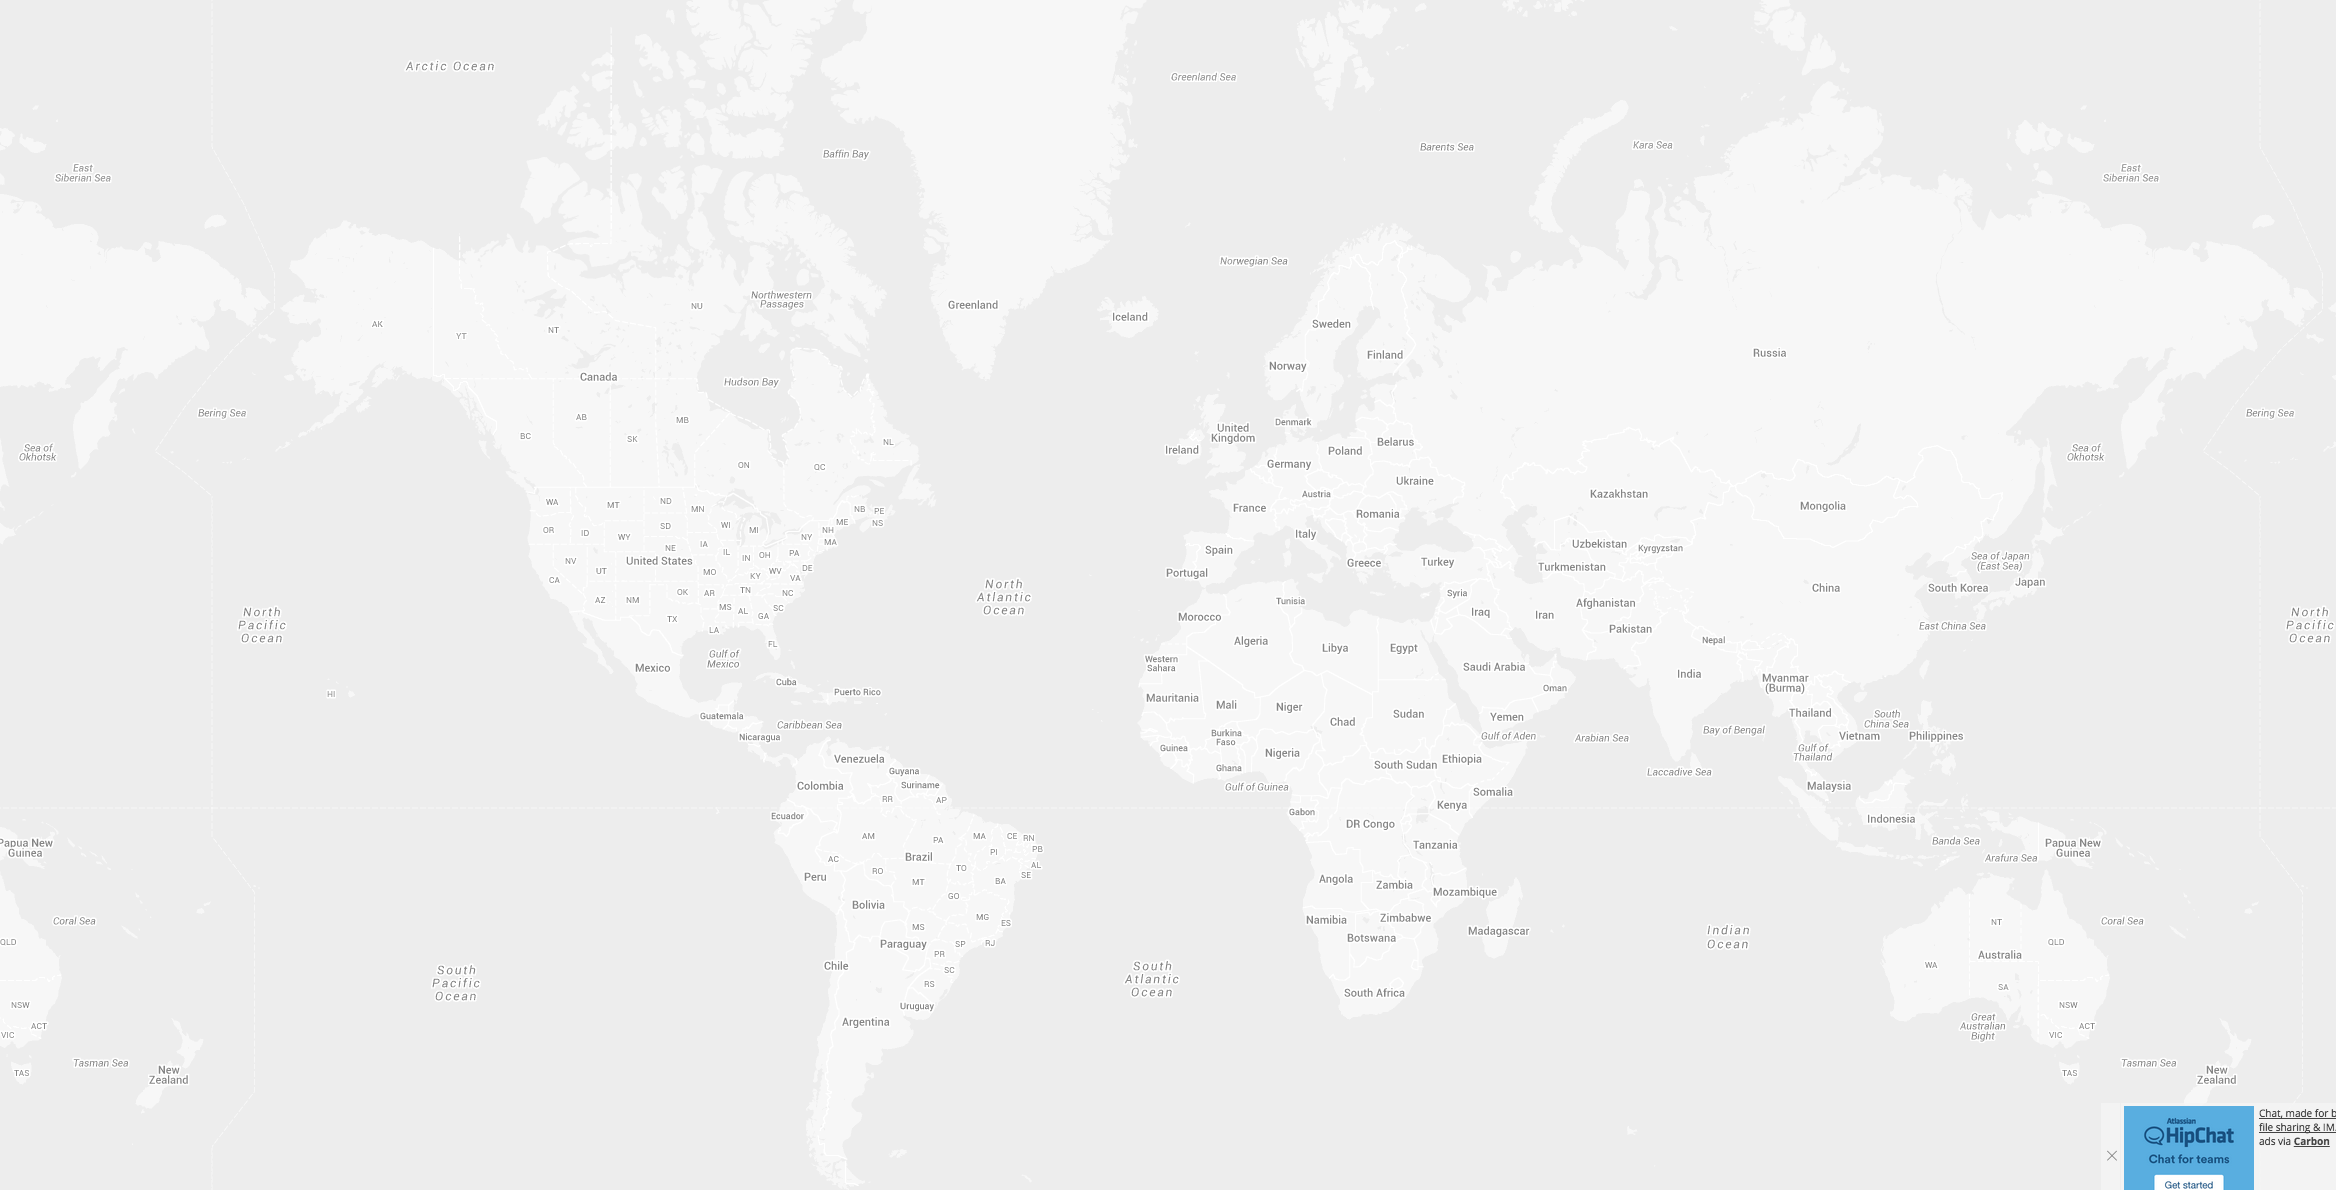 Arctic Ocean
Greenland Sea
Baffin Bay
Barents Sea
Kara Sea
East
Siberian Sea
East
Siberian Sea
Norwegian Sea
Northwestern
Passages
NU
Greenland
Iceland
AK
YT
NT
Sweden
Russia
Finland
Norway
Canada
Hudson Bay
Bering Sea
AB
MB
Denmark
Bering Sea
BC
SK
NL
United
Kingdom
Belarus
Sea of
Okhotsk
Ireland
Poland
Sea of
Okhotsk
ON
QC
Germany
Ukraine
WA
MT
ND
MN
NB
PE
NS
Austria
France
Romania
Kazakhstan
Mongolia
OR
ID
WY
SD
WI
MI
ME
NH
MA
NY
Italy
NE
IA
IL
IN
OH
PA
Spain
Uzbekistan
Kyrgyzstan
NV
UT
United States
MO
KY
WV
VA
DE
Portugal
Greece
Turkey
Turkmenistan
Sea of Japan
(East Sea)
CA
AZ
NM
OK
AR
TN
NC
SC
North
Atlantic
Ocean
Tunisia
Syria
Iraq
Iran
Afghanistan
China
South Korea
Japan
North
Pacific
Ocean
TX
MS
AL
GA
LA
FL
Morocco
Algeria
Libya
Egypt
Pakistan
Nepal
East China Sea
North
Pacific
Ocean
Gulf of
Mexico
Mexico
Western
Sahara
Saudi Arabia
India
HI
Cuba
Puerto Rico
Oman
Myanmar
(Burma)
Mauritania
Mali
Niger
Chad
Sudan
Yemen
Thailand
South
China Sea
Guatemala
Caribbean Sea
Nicaragua
Burkina
Faso
Guinea
Nigeria
Gulf of Aden
Arabian Sea
Bay of Bengal
Gulf of
Thailand
Vietnam
Philippines
Venezuela
Guyana
Suriname
Colombia
Ghana
Gulf of Guinea
South Sudan
Ethiopia
Somalia
Laccadive Sea
Malaysia
RR
AP
Ecuador
Gabon
Kenya
DR Congo
Indonesia
AM
PA
MA
CE
RN
PB
PI
AL
SE
Papua New
Guinea
Tanzania
Banda Sea
Arafura Sea
Papua New
Guinea
AC
Brazil
Peru
RO
MT
TO
BA
GO
Angola
Zambia
Mozambique
Bolivia
MG
ES
MS
Namibia
Zimbabwe
Botswana
Madagascar
Indian
Ocean
NT
Coral Sea
Coral Sea
QLD
QLD
Paraguay
SP
RJ
PR
SC
Chile
RS
Uruguay
Argentina
South
Pacific
Ocean
South
Atlantic
Ocean
South Africa
WA
Australia
SA
NSW
ACT
VIC
NSW
ACT
VIC
Great
Australian
Bight
Tasman Sea
TAS
New
Zealand
Tasman Sea
TAS
New
Zealand
Atlassian
HipChat
Chat for teams
Get started
Chat, made for b
file sharing & IM.
ads via Carbon